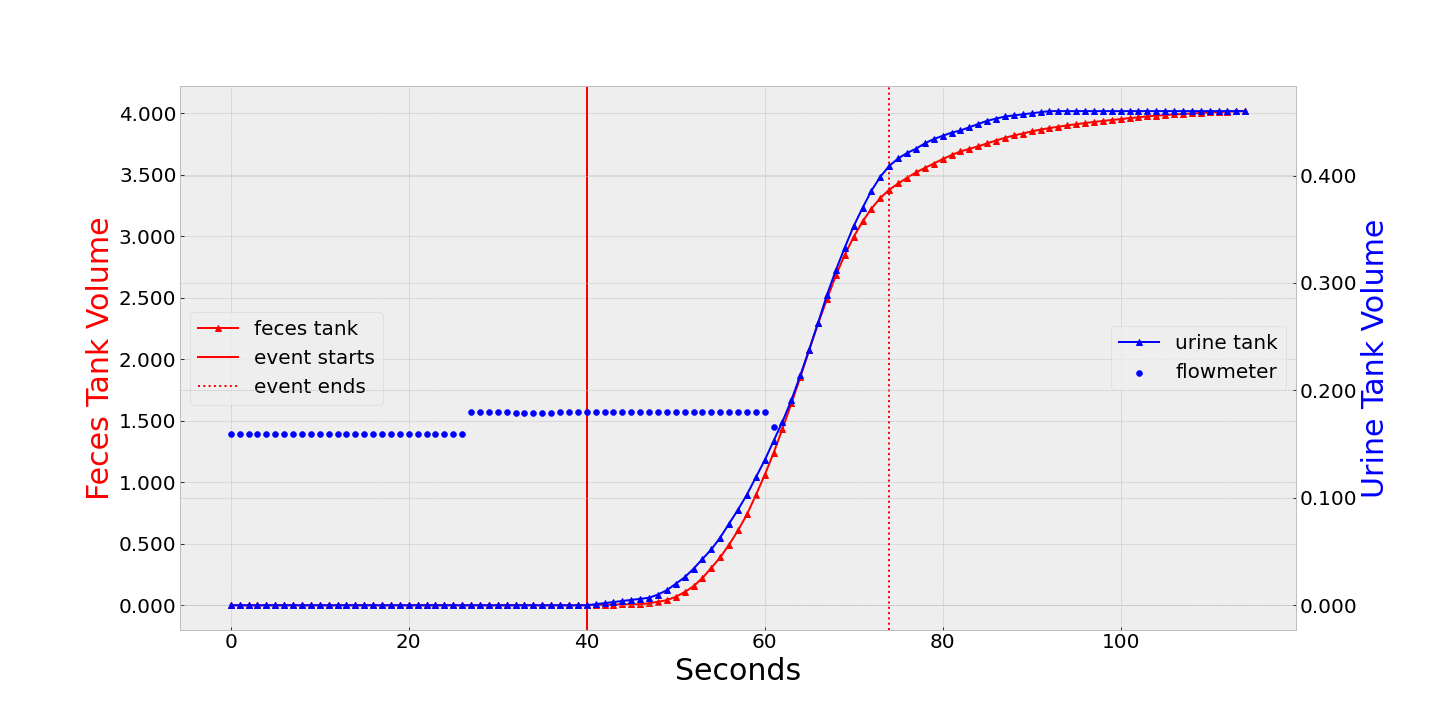 4.000
3.500
3.000
2.500
2.000
1.500
1.000
0.500
0.000
Feces Tank Volume
feces tank
event starts
event ends
urine tank
flowmeter
0.400
0.300
0.200
0.100
0.000
Urine Tank Volume
0 20 40 60 80 100
Seconds